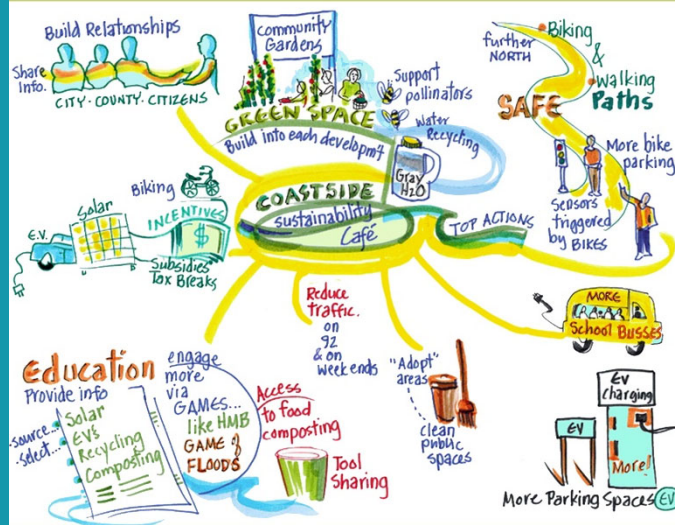 Build Relationships
Share
Info.
CITY · COUNTY · CITIZENS
Community
Gardens
GREEN SPACE
Build into each developmt
Support
pollinators
Water
Recycling
Gray
H2O
further
NORTH
Biking
&
Walking
Paths
SAFE
More bike
parking
Sensors
triggered
by BIKES
COASTSIDE
sustainability
Café
TOP ACTIONS
Biking
Solar
INCENTIVES
E.V.
$
Subsidies
Tax Breaks
Reduce
traffic.
on
92
& on
week ends
MORE
School Busses
Education
Provide info
..source...
..select...
Solar
EVs
Recycling
Composting
engage
more
via
GAMES...
like HMB
GAME of
FLOODS
Access
to food
composting
Tool
Sharing
"Adopt"
areas
clean
public
spaces
EV
charging
EV
More!
More Parking Spaces EV